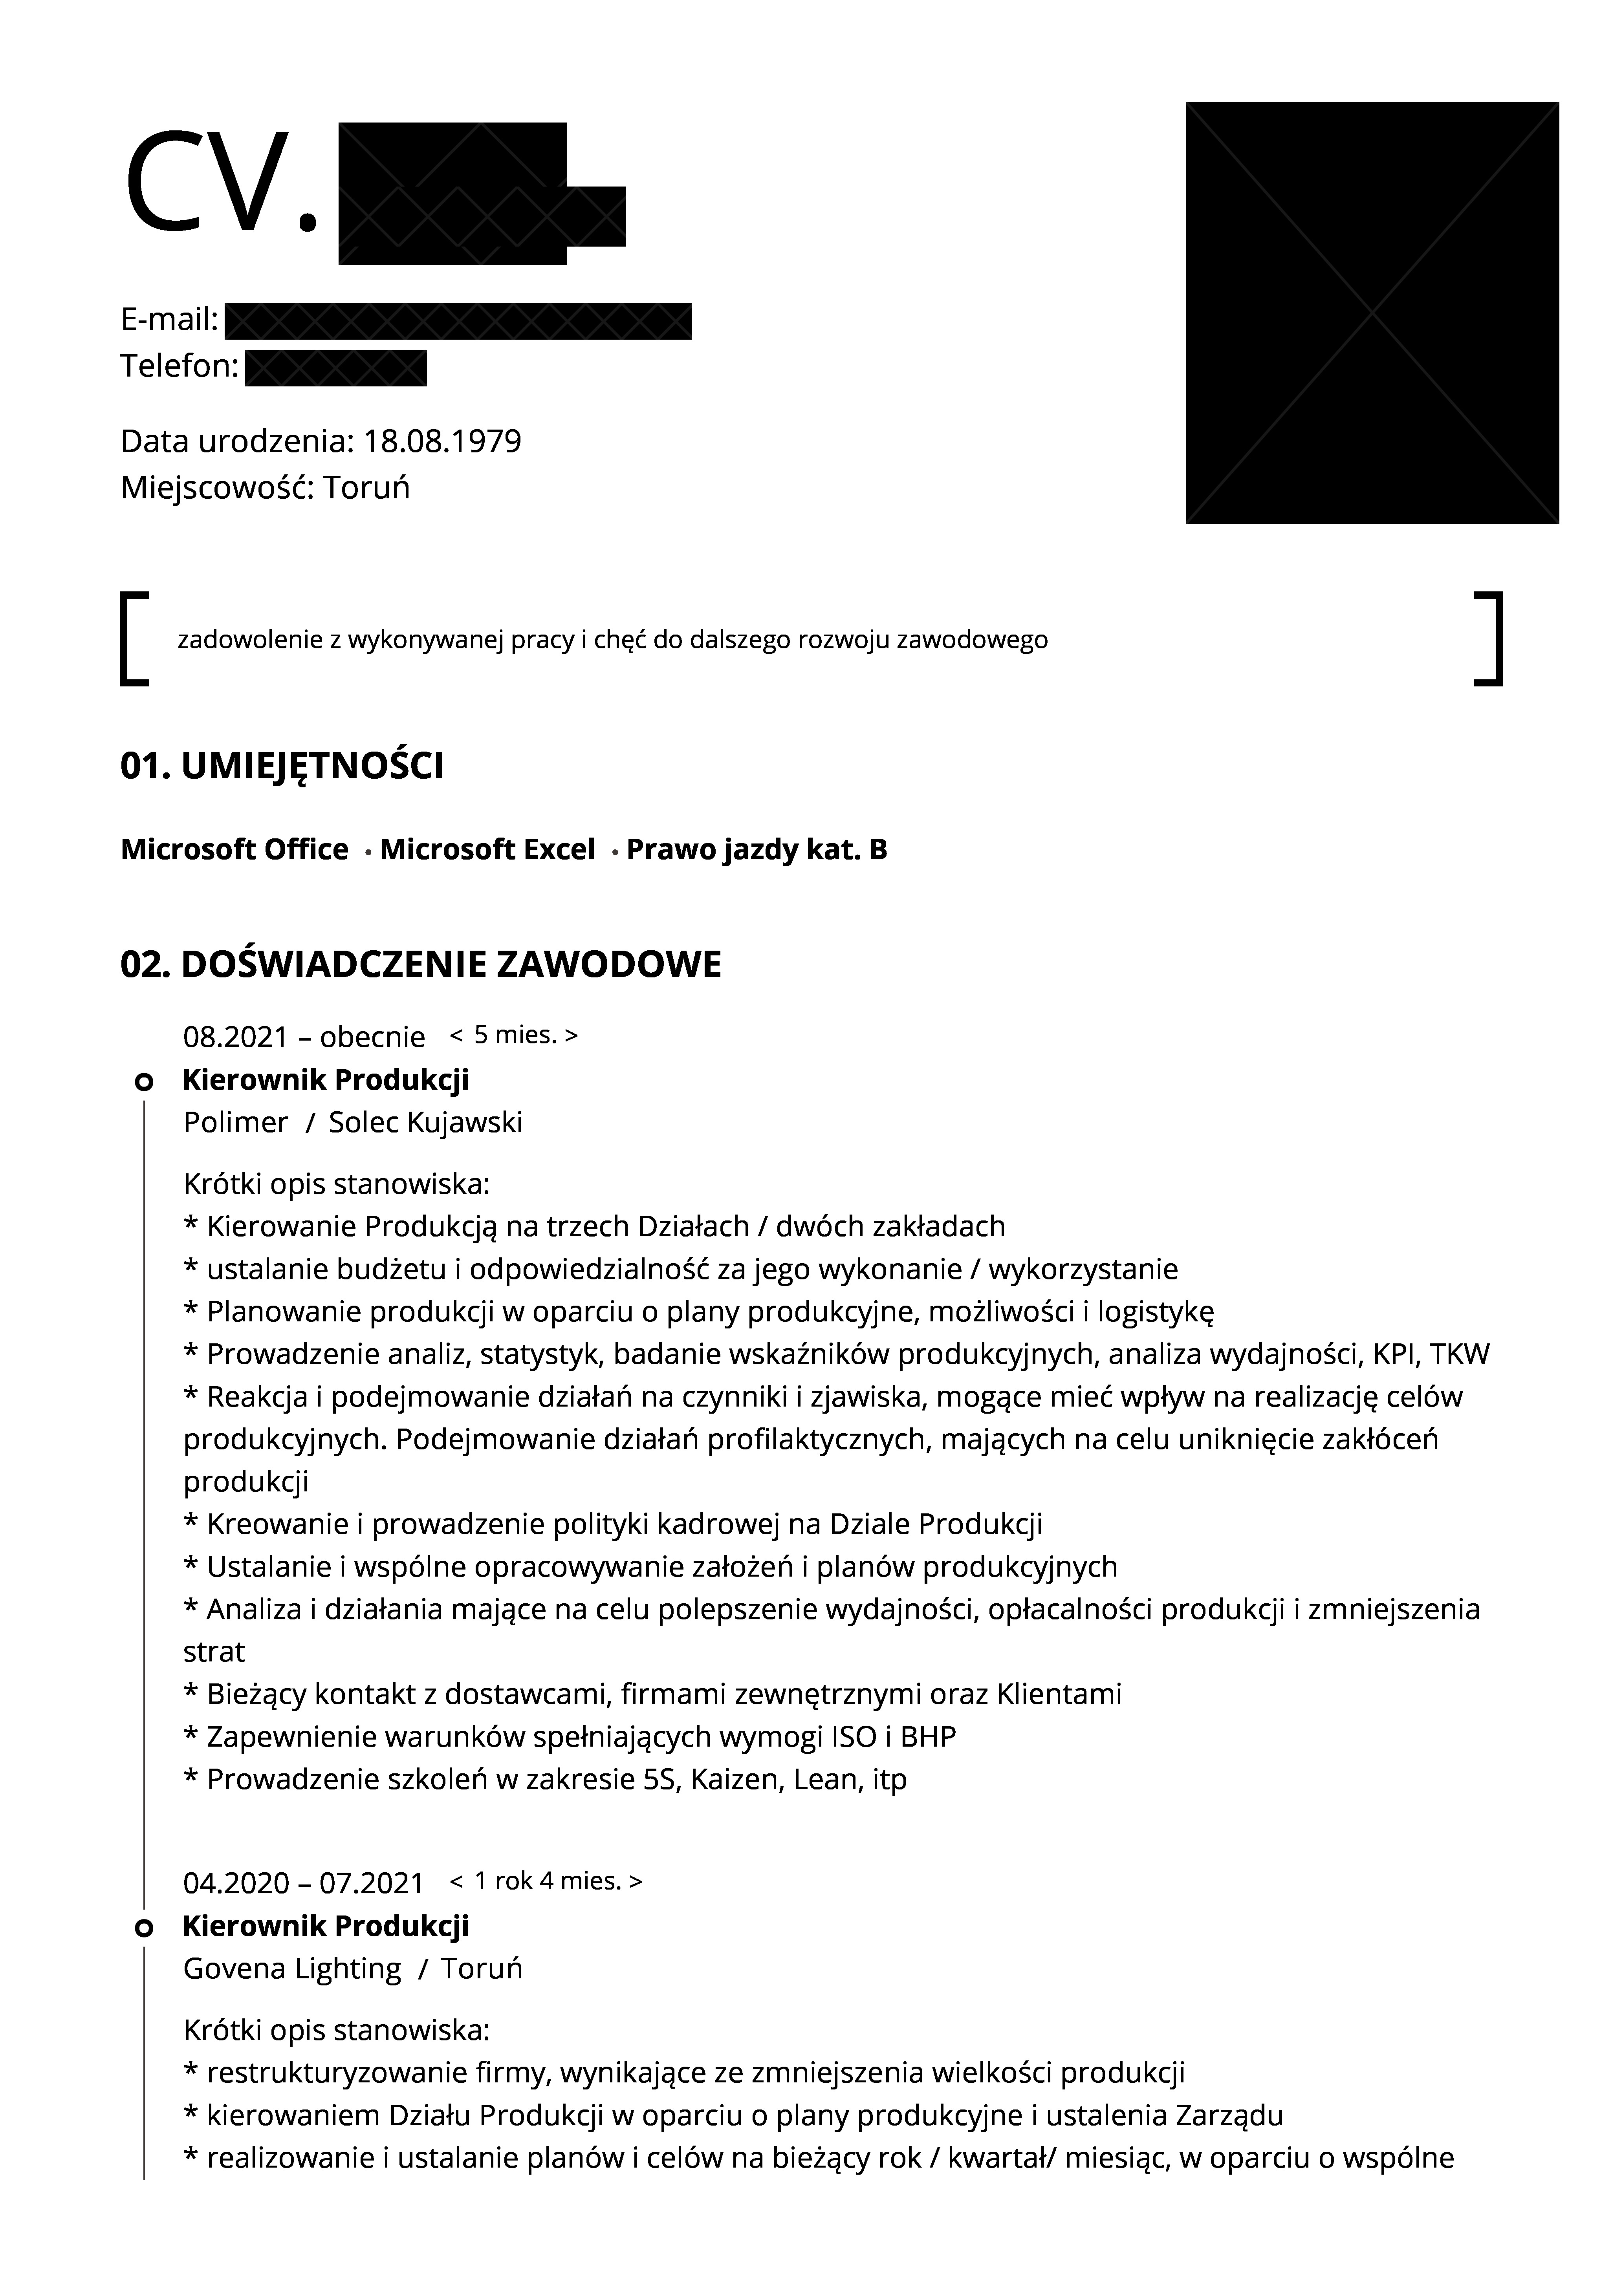 CV.
E-mail:
Telefon:
Data urodzenia: 18.08.1979
Miejscowość: Toruń
zadowolenie z wykonywanej pracy i chęć do dalszego rozwoju zawodowego
01. UMIEJĘTNOŚCI
Microsoft Office • Microsoft Excel • Prawo jazdy kat. B
02. DOŚWIADCZENIE ZAWODOWE
08.2021 – obecnie < 5 mies. >
Kierownik Produkcji
Polimer / Solec Kujawski
Krótki opis stanowiska:
* Kierowanie Produkcją na trzech Działach / dwóch zakładach
* ustalanie budżetu i odpowiedzialność za jego wykonanie / wykorzystanie
* Planowanie produkcji w oparciu o plany produkcyjne, możliwości i logistykę
* Prowadzenie analiz, statystyk, badanie wskaźników produkcyjnych, analiza wydajności, KPI, TKW
* Reakcja i podejmowanie działań na czynniki i zjawiska, mogące mieć wpływ na realizację celów
produkcyjnych. Podejmowanie działań profilaktycznych, mających na celu uniknięcie zakłóceń
produkcji
* Kreowanie i prowadzenie polityki kadrowej na Dziale Produkcji
* Ustalanie i wspólne opracowywanie założeń i planów produkcyjnych
* Analiza i działania mające na celu polepszenie wydajności, opłacalności produkcji i zmniejszenia
strat
* Bieżący kontakt z dostawcami, firmami zewnętrznymi oraz Klientami
* Zapewnienie warunków spełniających wymogi ISO i BHP
* Prowadzenie szkoleń w zakresie 5S, Kaizen, Lean, itp
04.2020 – 07.2021 < 1 rok 4 mies. >
Kierownik Produkcji
Govena Lighting / Toruń
Krótki opis stanowiska:
* restrukturyzowanie firmy, wynikające ze zmniejszenia wielkości produkcji
* kierowaniem Działu Produkcji w oparciu o plany produkcyjne i ustalenia Zarządu
* realizowanie i ustalanie planów i celów na bieżący rok / kwartał/ miesiąc, w oparciu o wspólne